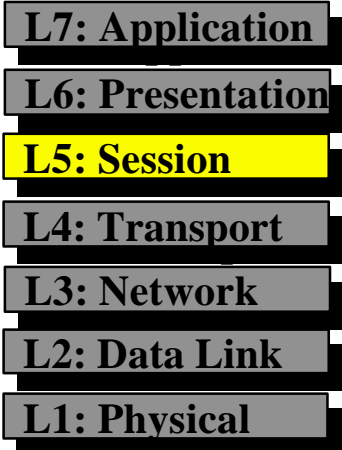 L7: Application
L6: Presentation
L5: Session
L4: Transport
L3: Network
L2: Data Link
L1: Physical